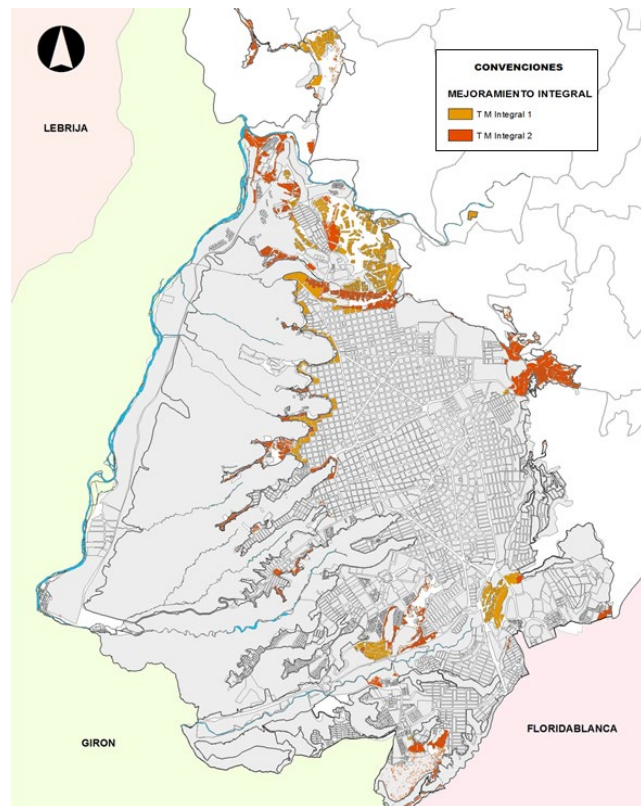 LEBRIJA
CONVENCIONES
MEJORAMIENTO INTEGRAL
T M Integral 1
T M Integral 2
GIRON
FLORIDABLANCA